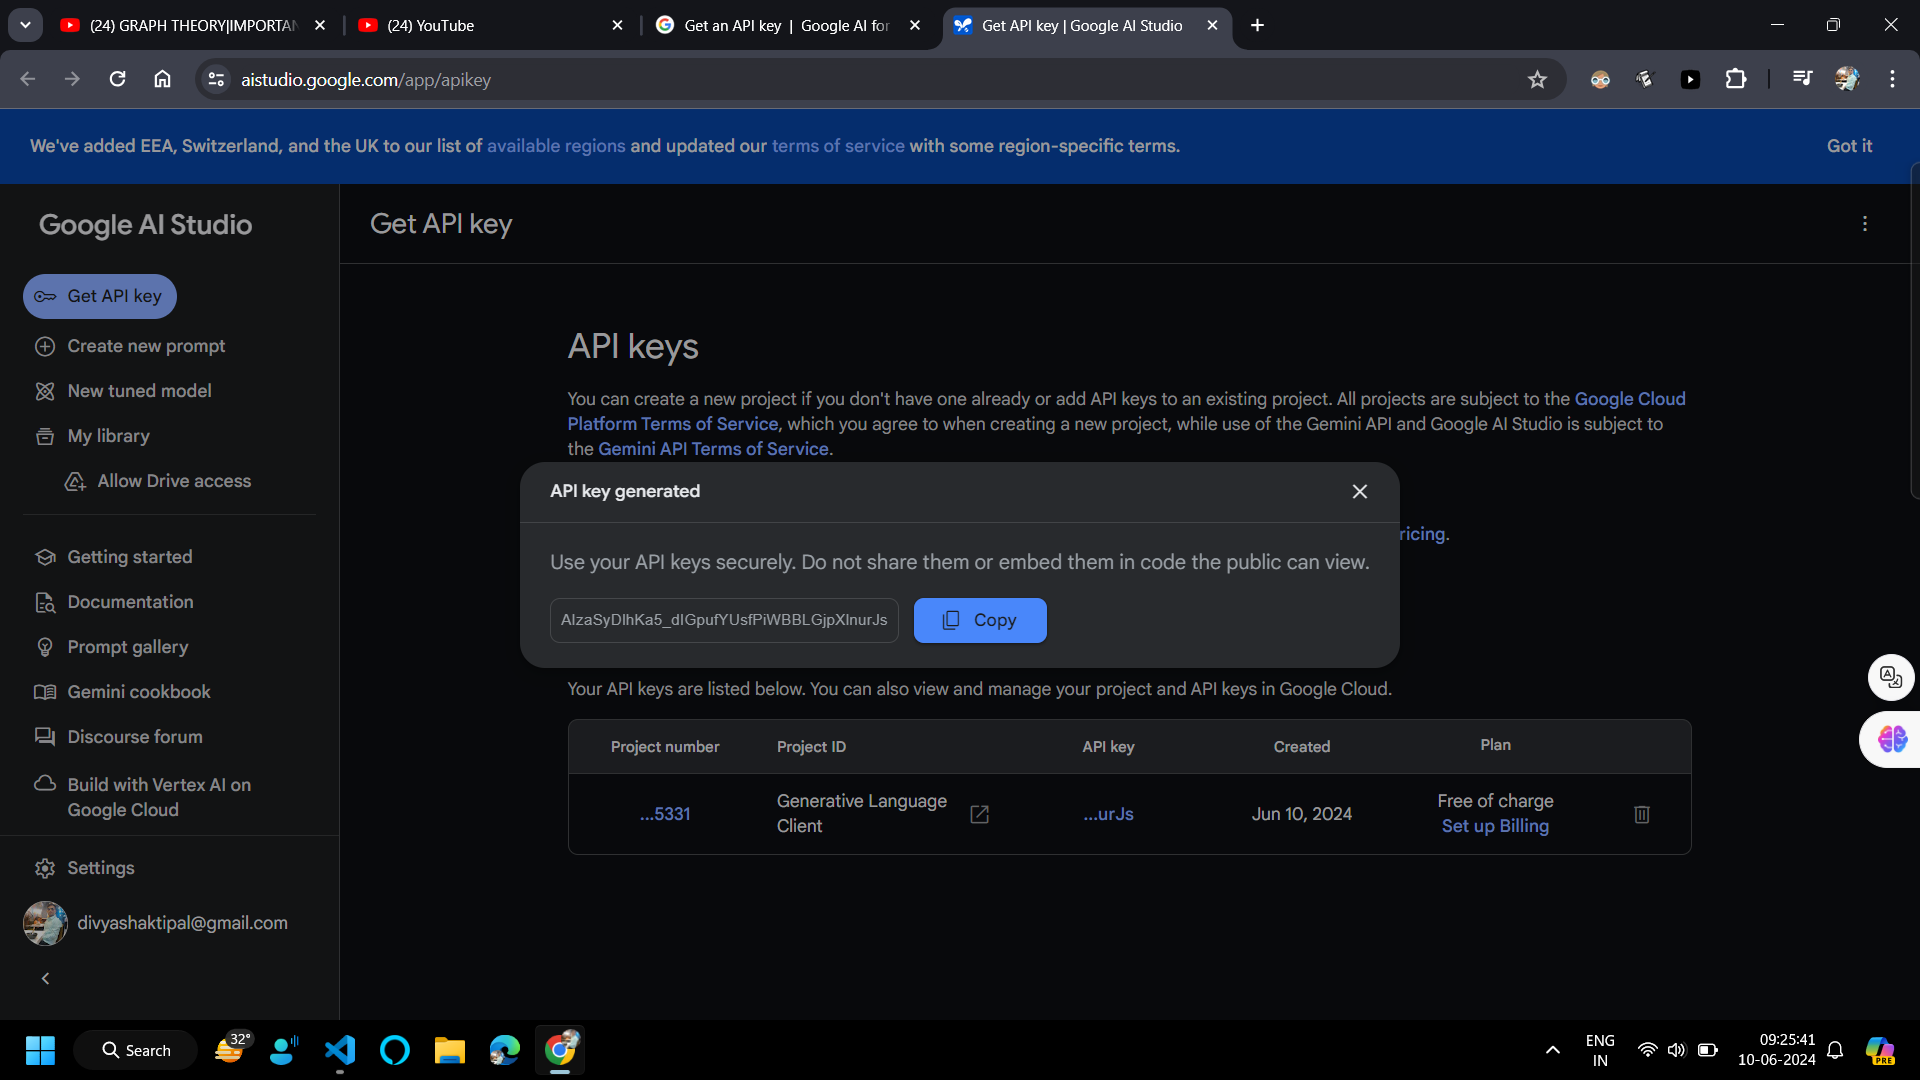 (24) GRAPH THEORY|IMPORTAN
(24) YouTube
Get an API key | Google AI for
Get API key | Google AI Studio
aistudio.google.com/app/apikey
We've added EEA, Switzerland, and the UK to our list of available regions and updated our terms of service with some region-specific terms.
Got it
Google AI Studio
Get API key
Create new prompt
New tuned model
My library
Allow Drive access
Getting started
Documentation
Prompt gallery
Gemini cookbook
Discourse forum
Build with Vertex AI on
Google Cloud
Settings
divyashaktipal@gmail.com
Get API key
API keys
You can create a new project if you don't have one already or add API keys to an existing project. All projects are subject to the Google Cloud
Platform Terms of Service, which you agree to when creating a new project, while use of the Gemini API and Google AI Studio is subject to
the Gemini API Terms of Service.
ricing.
API key generated
Use your API keys securely. Do not share them or embed them in code the public can view.
Copy
Your API keys are listed below. You can also view and manage your project and API keys in Google Cloud.
Project number
Project ID
API key
Created
Plan
...5331
Generative Language
Client
...urJs
Jun 10, 2024
Free of charge
Set up Billing
32°
Search
ENG
IN
09:25:41
10-06-2024
PRE